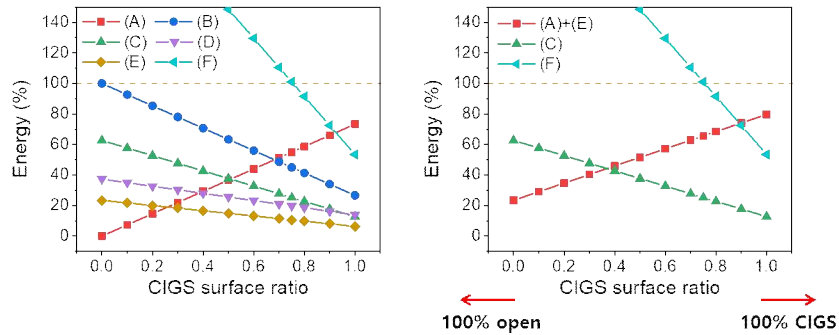 (A) (B)
(C) (D)
(E) (F)
Energy (%)
140
120
100
80
60
40
20
0
0.0 0.2 0.4 0.6 0.8 1.0
CIGS surface ratio
(A)+(E)
(C)
(F)
Energy (%)
140
120
100
80
60
40
20
0
0.0 0.2 0.4 0.6 0.8 1.0
CIGS surface ratio
100% open 100% CIGS